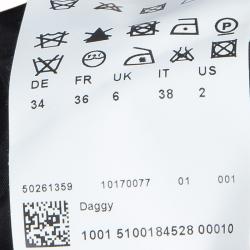 DE FR UK IT US
34 36 6 38 2
50261359 10170077 01 001
Daggy
1001 5100184528 00010